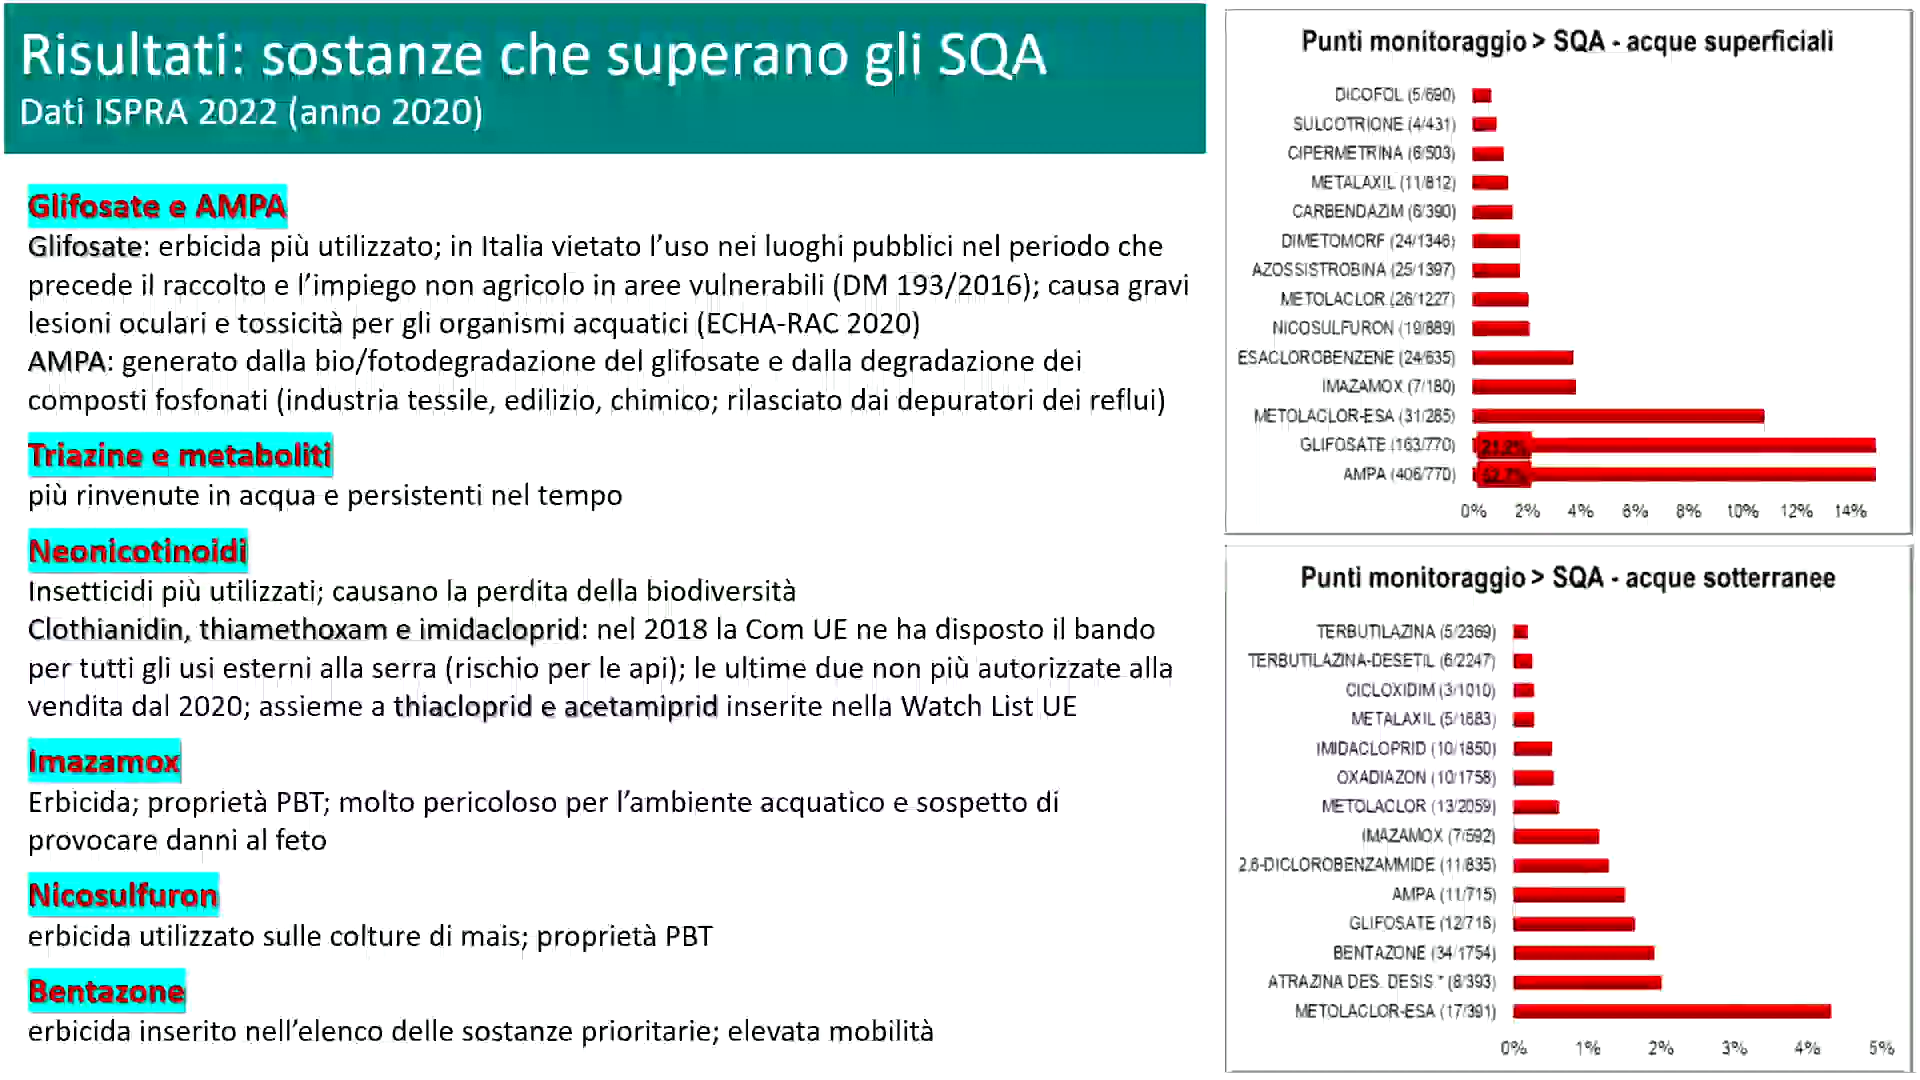 Risultati: sostanze che superano gli SQA
Dati ISPRA 2022 (anno 2020)
Glifosate e AMPA
Glifosate: erbicida più utilizzato; in Italia vietato l'uso nei luoghi pubblici nel periodo che
precede il raccolto e l'impiego non agricolo in aree vulnerabili (DM 193/2016); causa gravi
lesioni oculari e tossicità per gli organismi acquatici (ECHA-RAC 2020)
AMPA: generato dalla bio/fotodegradazione del glifosate e dalla degradazione dei
composti fosfonati (industria tessile, edilizio, chimico; rilasciato dai depuratori dei reflui)
Triazine e metaboliti
più rinvenute in acqua e persistenti nel tempo
Neonicotinoidi
Insetticidi più utilizzati; causano la perdita della biodiversità
Clothianidin, thiamethoxam e imidacloprid: nel 2018 la Com UE ne ha disposto il bando
per tutti gli usi esterni alla serra (rischio per le api); le ultime due non più autorizzate alla
vendita dal 2020; assieme a thiacloprid e acetamiprid inserite nella Watch List UE
Imazamox
Erbicida; proprietà PBT; molto pericoloso per l'ambiente acquatico e sospetto di
provocare danni al feto
Nicosulfuron
erbicida utilizzato sulle colture di mais; proprietà PBT
Bentazone
erbicida inserito nell'elenco delle sostanze prioritarie; elevata mobilità
Punti monitoraggio > SQA - acque superficiali
DICOFOL (5/690)
SULCOTRIONE (4/431)
CIPERMETRINA (6/503)
METALAXIL (11/812)
CARBENDAZIM (6/390)
DIMETOMORF (24/1346)
AZOSSISTROBINA (25/1397)
METOLACLOR (26/1227)
NICOSULFURON (19/889)
ESACLOROBENZENE (24/635)
IMAZAMOX (7/180)
METOLACLOR-ESA (31/285)
GLIFOSATE (163/770) 21.2%
AMPA (406/770) 52.7%
0% 2% 4% 6% 8% 10% 12% 14%
Punti monitoraggio > SQA - acque sotterranee
TERBUTILAZINA (5/2369)
TERBUTILAZINA-DESETIL (6/2247)
CICLOXIDIM (3/1010)
METALAXIL (5/1683)
IMIDACLOPRID (10/1850)
OXADIAZON (10/1758)
METOLACLOR (13/2059)
IMAZAMOX (7/592)
2,6-DICLOROBENZAMMIDE (11/835)
AMPA (11/715)
GLIFOSATE (12/716)
BENTAZONE (34/1754)
ATRAZINA DES. DESIS.* (8/393)
METOLACLOR-ESA (17/391)
0% 1% 2% 3% 4% 5%